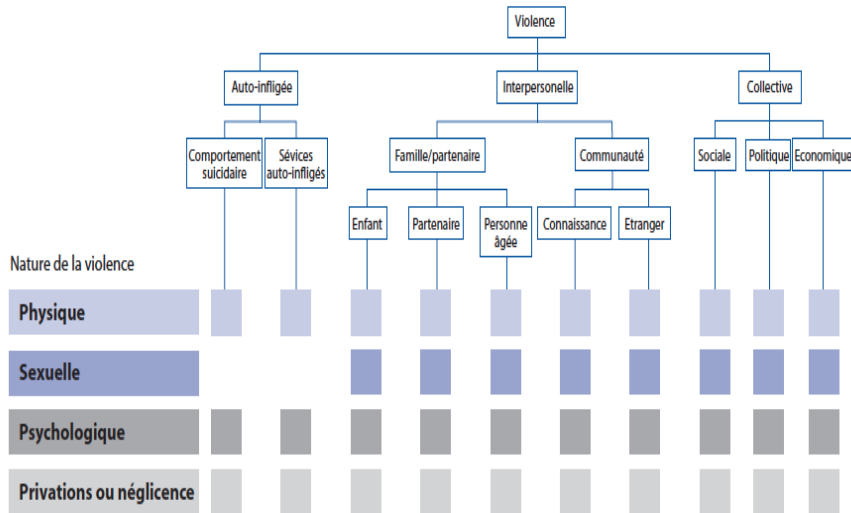 Violence
Auto-infligée
Interpersonelle
Collective
Comportement
suicidaire
Sévices
auto-infligés
Famille/partenaire
Communauté
Sociale
Politique
Economique
Enfant
Partenaire
Personne
âgée
Connaissance
Etranger
Nature de la violence
Physique
Sexuelle
Psychologique
Privations ou néglicence